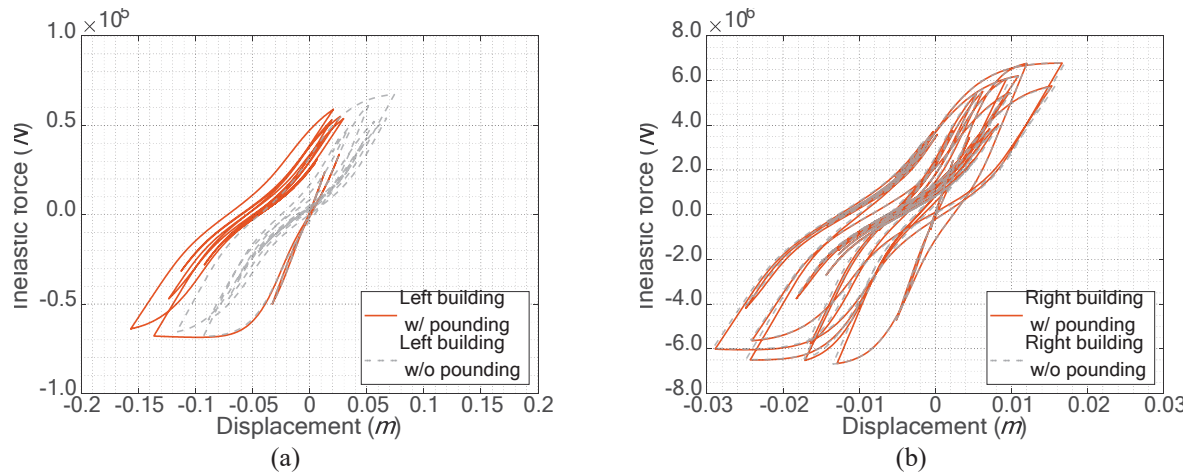 1.0 ×10⁵
0.5
0.0
-0.5
-1.0
Inelastic force (N)
-0.2 -0.15 -0.1 -0.05 0 0.05 0.1 0.15 0.2
Displacement (m)
Left building
w/ pounding
Left building
w/o pounding
(a)
8.0 ×10⁶
6.0
4.0
2.0
0.0
-2.0
-4.0
-6.0
-8.0
Inelastic force (N)
-0.03 -0.02 -0.01 0 0.01 0.02 0.03
Displacement (m)
Right building
w/ pounding
Right building
w/o pounding
(b)